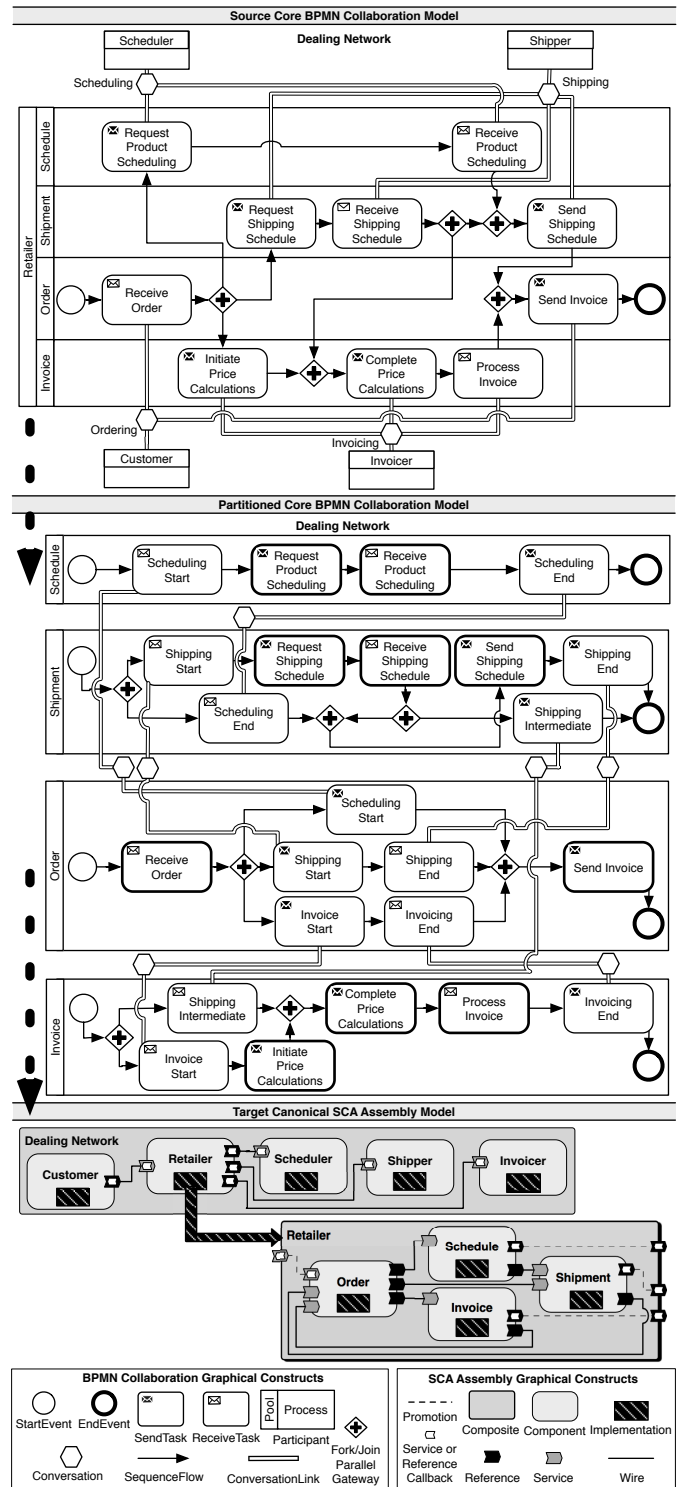 Source Core BPMN Collaboration Model
Dealing Network
Scheduler
Shipper
Scheduling
Shipping
Retailer
Schedule
Request
Product
Scheduling
Receive
Product
Scheduling
Shipment
Request
Shipping
Schedule
Receive
Shipping
Schedule
Send
Shipping
Schedule
Order
Receive
Order
Send Invoice
Invoice
Initiate
Price
Calculations
Complete
Price
Calculations
Process
Invoice
Ordering
Invoicing
Customer
Invoicer
Partitioned Core BPMN Collaboration Model
Dealing Network
Schedule
Scheduling
Start
Request
Product
Scheduling
Receive
Product
Scheduling
Scheduling
End
Shipment
Shipping
Start
Request
Shipping
Schedule
Receive
Shipping
Schedule
Send
Shipping
Schedule
Shipping
End
Scheduling
End
Shipping
Intermediate
Order
Scheduling
Start
Receive
Order
Shipping
Start
Shipping
End
Send Invoice
Invoice
Start
Invoicing
End
Invoice
Shipping
Intermediate
Complete
Price
Calculations
Process
Invoice
Invoicing
End
Invoice
Start
Initiate
Price
Calculations
Target Canonical SCA Assembly Model
Dealing Network
Customer
Retailer
Scheduler
Shipper
Invoicer
Retailer
Order
Schedule
Invoice
Shipment
BPMN Collaboration Graphical Constructs
StartEvent
EndEvent
SendTask
ReceiveTask
Pool
Process
Participant
Fork/Join
Parallel
Gateway
Conversation
SequenceFlow
ConversationLink
SCA Assembly Graphical Constructs
Promotion
Composite
Component
Implementation
Service or
Reference
Callback
Reference
Service
Wire